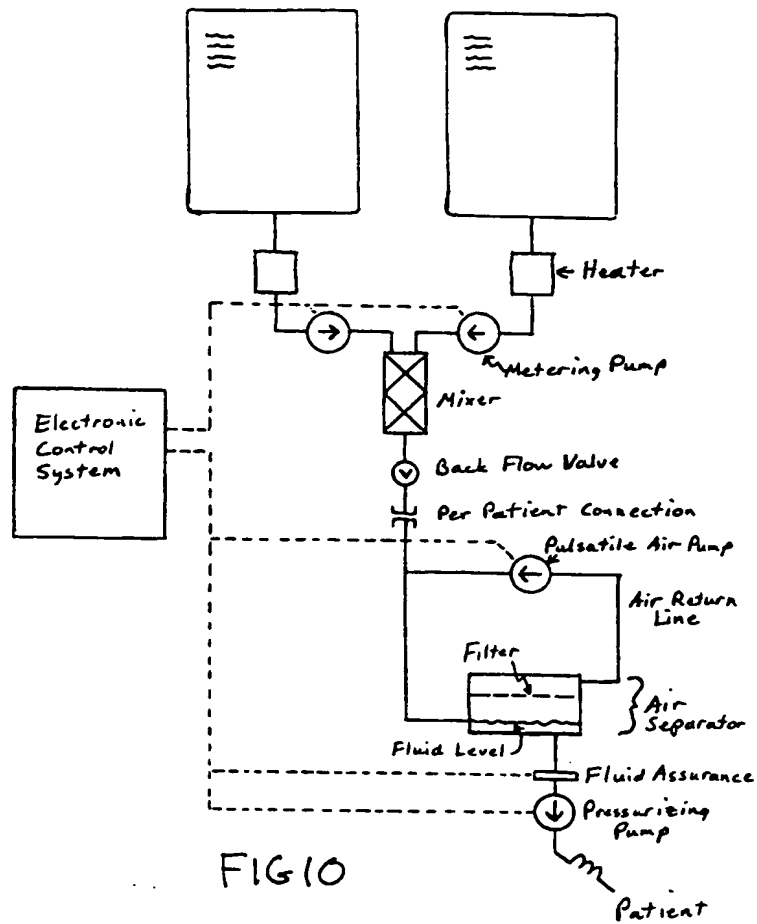 Heater
Metering Pump
Mixer
Electronic
Control
System
Back Flow Valve
Per Patient Connection
Pulsatile Air Pump
Air Return
Line
Filter
Air
Separator
Fluid Level
Fluid Assurance
Pressurizing
Pump
FIG10
Patient